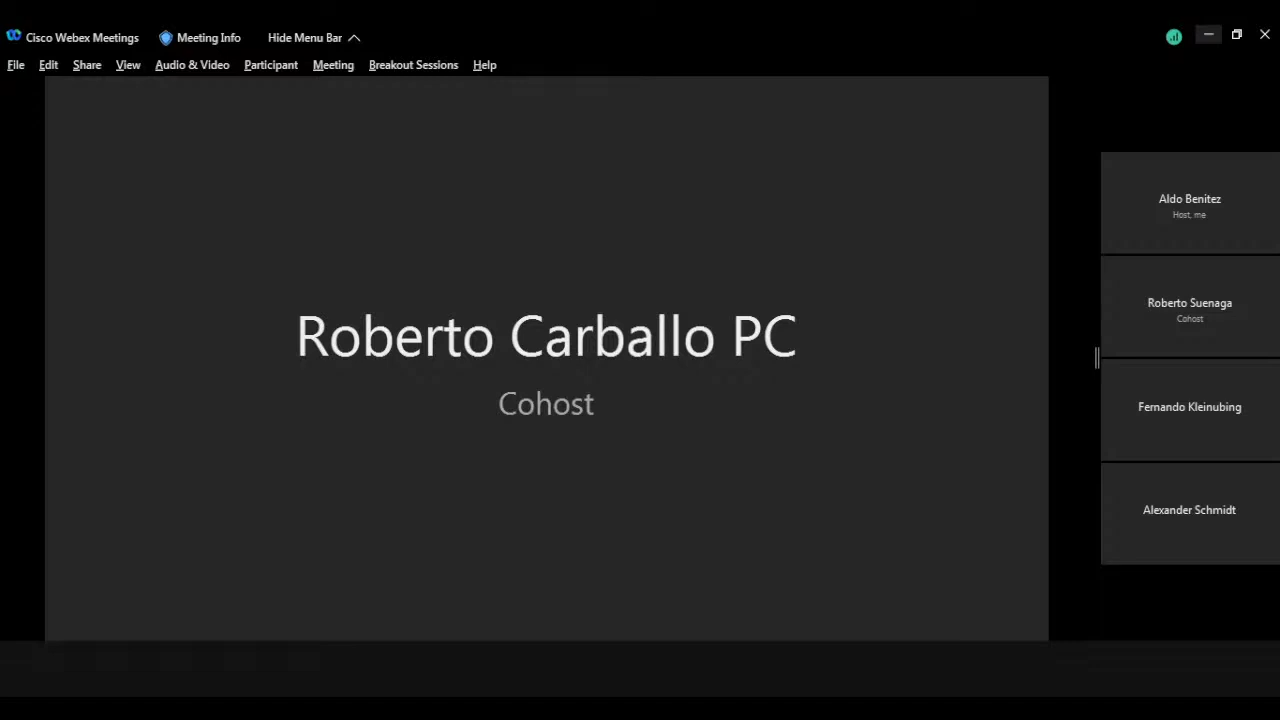 Cisco Webex Meetings Meeting Info Hide Menu Bar
File Edit Share View Audio & Video Participant Meeting Breakout Sessions Help
Roberto Carballo PC
Cohost
Aldo Benitez
Host, me
Roberto Suenaga
Cohost
Fernando Kleinubing
Alexander Schmidt